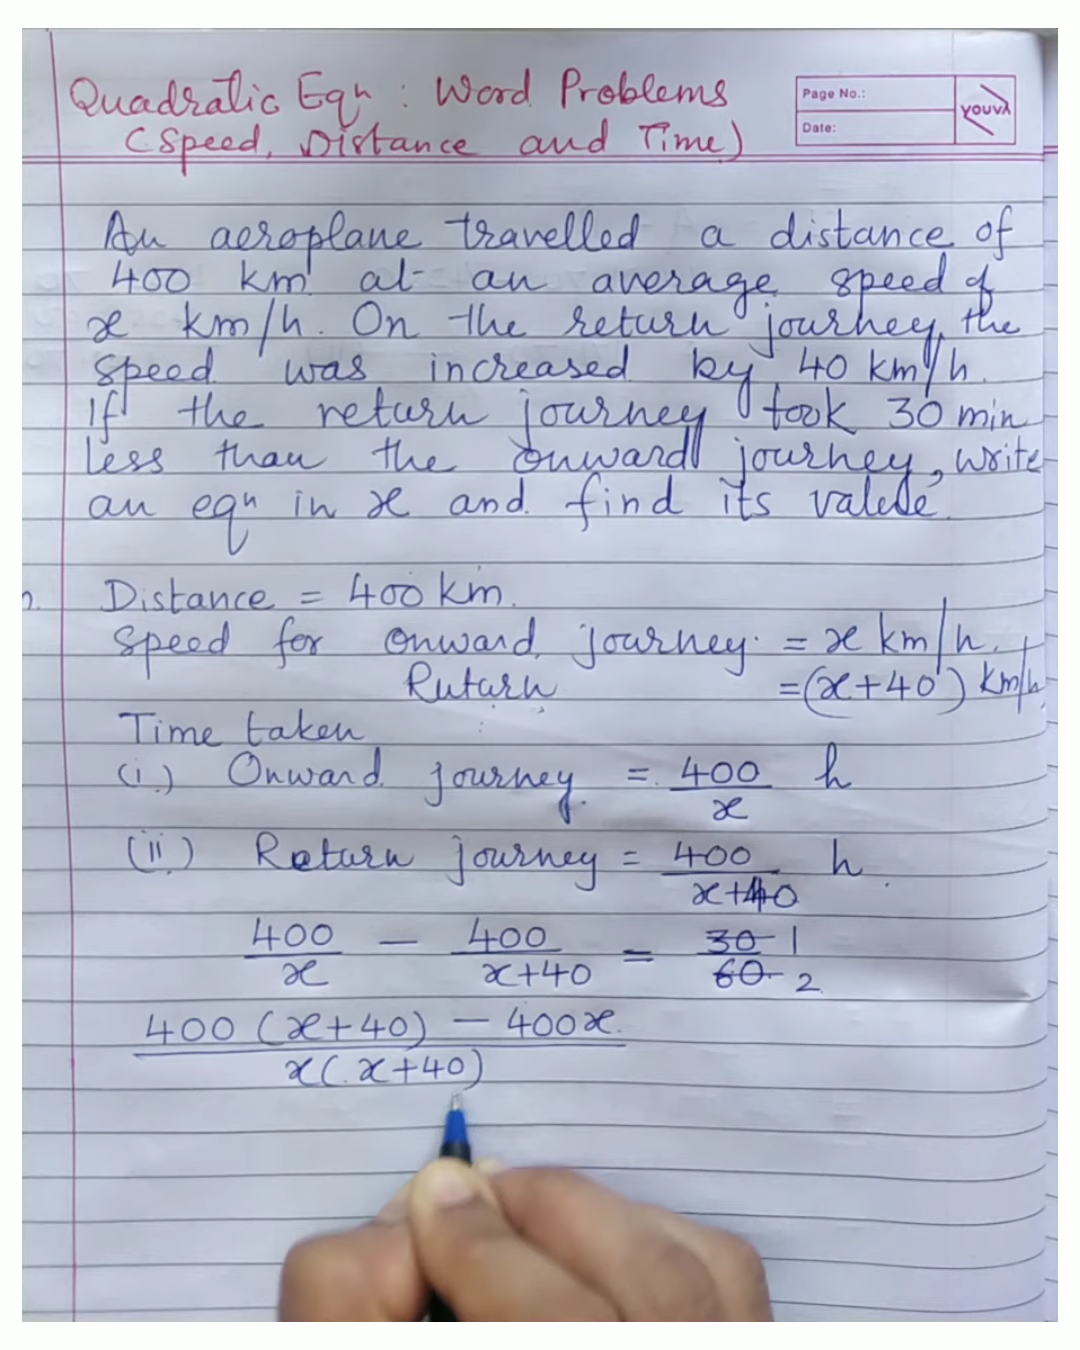 Quadratic Eqn : Word Problems
(Speed, Distance and Time)
Page No.:
Date:
YOUVA
An aeroplane travelled a distance of
400 km at an average speed of
x km/h. On the return journey, the
speed was increased by 40 km/h.
If the return journey took 30 min
less than the onward journey, write
an eqn in x and find its value.
Distance = 400 km.
Speed for onward journey = x km/h.
Ruturn = (x+40) km/h.
Time taken
(i.) Onward journey. = 400/x h
(ii) Return journey = 400/x+40 h.
400/x - 400/x+40 = 30/60 1/2
400 (x+40) - 400x.
x(x+40)